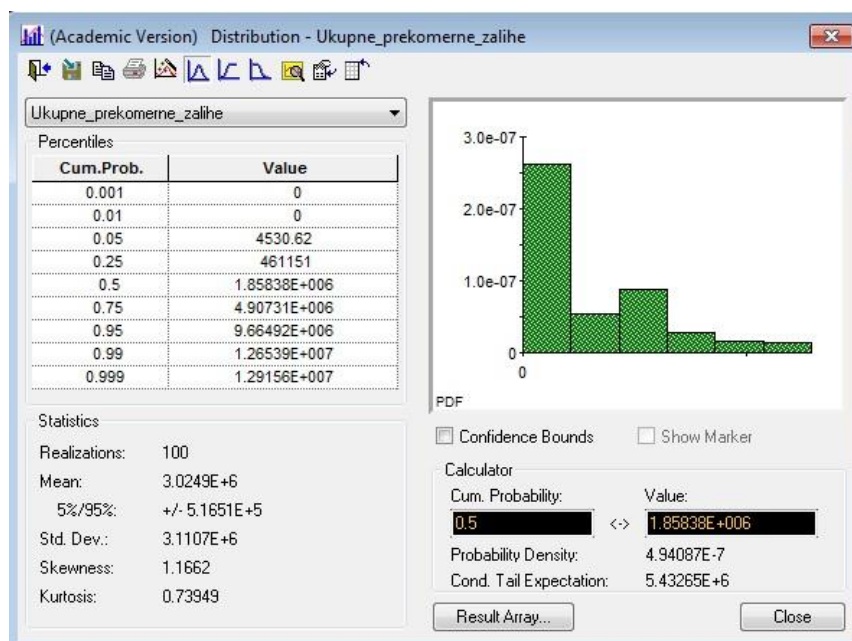 (Academic Version) Distribution - Ukupne_prekomerne_zalihe
Ukupne_prekomerne_zalihe
Percentiles
Cum.Prob. Value
0.001 0
0.01 0
0.05 4530.62
0.25 461151
0.5 1.85838E+006
0.75 4.90731E+006
0.95 9.66492E+006
0.99 1.26539E+007
0.999 1.29156E+007
Statistics
Realizations: 100
Mean: 3.0249E+6
5%/95%: +/- 5.1651E+5
Std. Dev.: 3.1107E+6
Skewness: 1.1662
Kurtosis: 0.73949
3.0e-07
2.0e-07
1.0e-07
0
0
PDF
Confidence Bounds Show Marker
Calculator
Cum. Probability: Value:
0.5 <-> 1.85838E+006
Probability Density: 4.94087E-7
Cond. Tail Expectation: 5.43265E+6
Result Array... Close